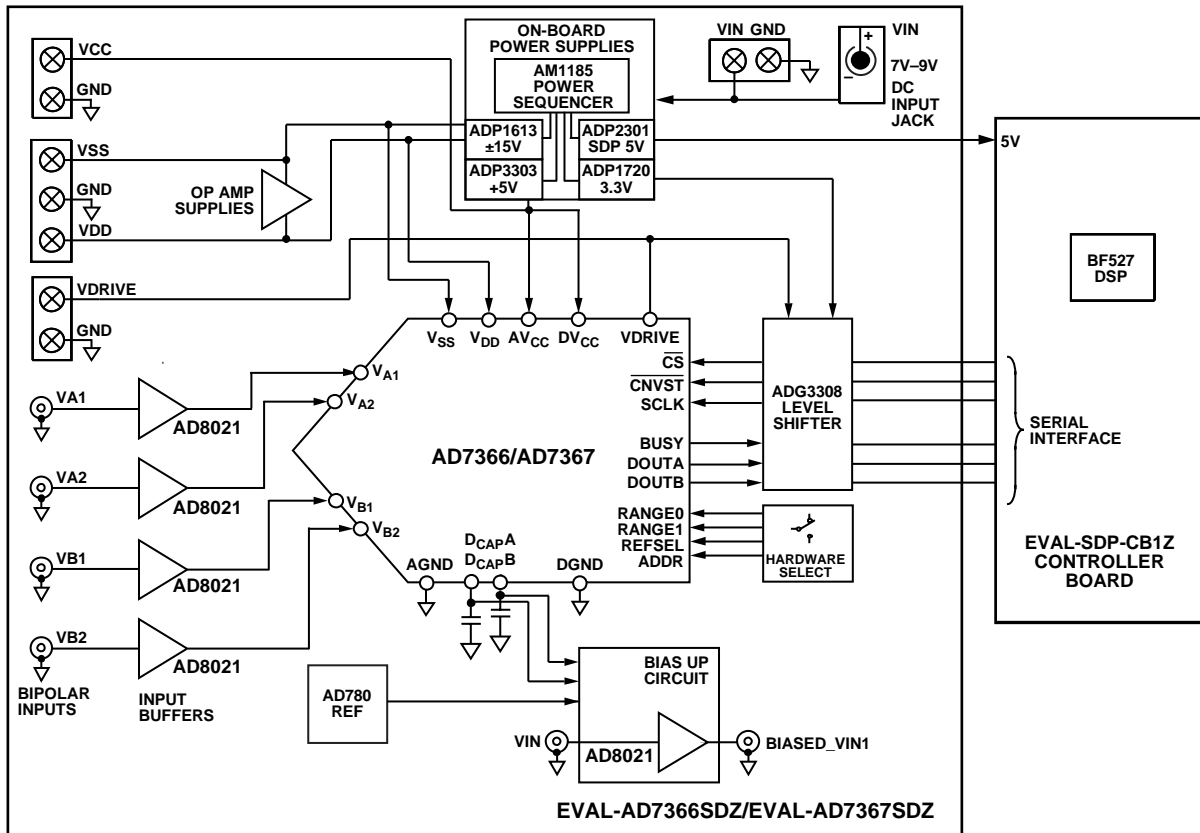 VCC
GND
VSS
GND
VDD
VDRIVE
GND
OP AMP
SUPPLIES
ON-BOARD
POWER SUPPLIES
AM1185
POWER
SEQUENCER
ADP1613
±15V
ADP2301
SDP 5V
ADP3303
+5V
ADP1720
3.3V
VIN GND
+
−
VIN
7V–9V
DC
INPUT
JACK
5V
BF527
DSP
VSS
VDD
AVCC
DVCC
VDRIVE
VA1
VA2
VB1
VB2
AD7366/AD7367
CS
CNVST
SCLK
BUSY
DOUTA
DOUTB
RANGE0
RANGE1
REFSEL
ADDR
AGND
DCAPA
DCAPB
DGND
ADG3308
LEVEL
SHIFTER
HARDWARE
SELECT
SERIAL
INTERFACE
EVAL-SDP-CB1Z
CONTROLLER
BOARD
VA1
AD8021
VA2
AD8021
VB1
AD8021
VB2
AD8021
BIPOLAR
INPUTS
INPUT
BUFFERS
AD780
REF
BIAS UP
CIRCUIT
VIN
AD8021
BIASED_VIN1
EVAL-AD7366SDZ/EVAL-AD7367SDZ